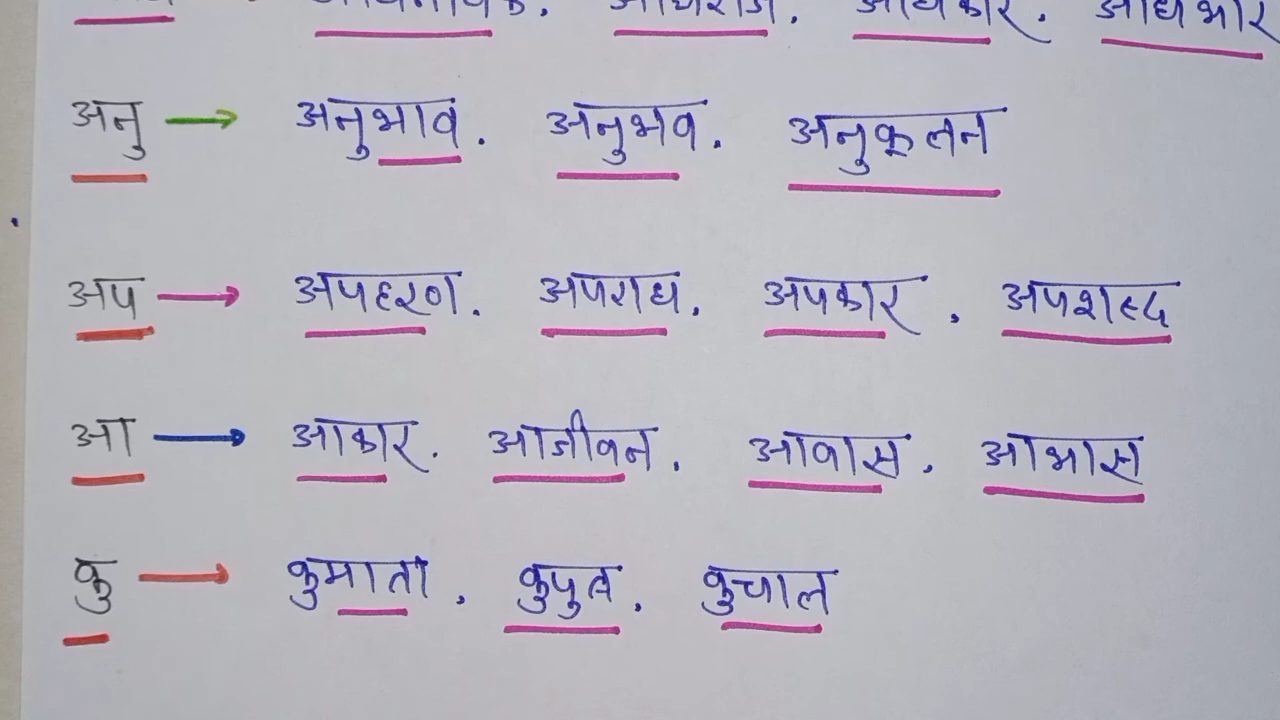 अनु → अनुभाव. अनुभव. अनुकूलन
अप → अपहरण. अपराध. अपकार. अपशब्द
आ → आकार. आजीवन. आवास. आभास
कु → कुमाता. कुपुत्र. कुचाल